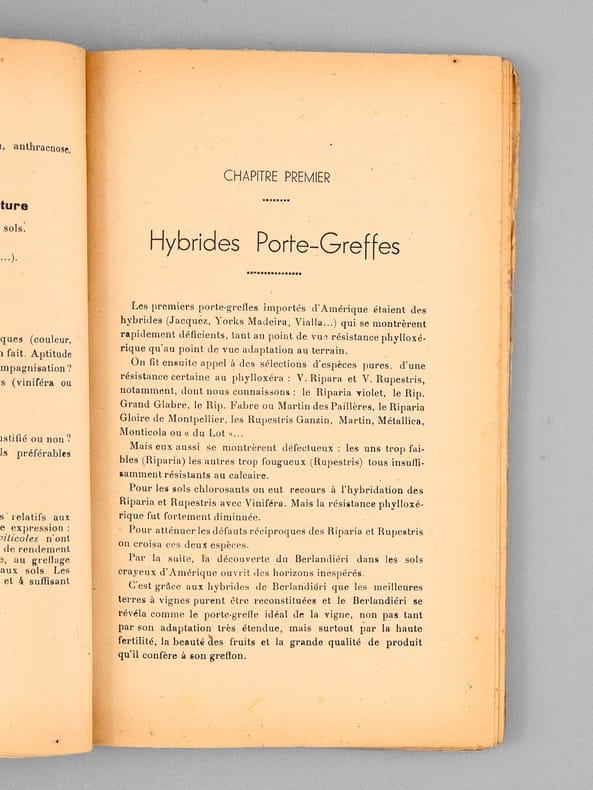 , anthracnose,
ture
sols.
...).
ques (couleur,
fait. Aptitude
mpagnisation ?
s (viniféra ou
ustifié ou non ?
ls préférables
s relatifs aux
e expression :
viticoles n'ont
de rendement
e, au greffage
aux sols. Les
et 4 suffisant
CHAPITRE PREMIER
Hybrides Porte-Greffes
Les premiers porte-greffes importés d'Amérique étaient des
hybrides (Jacquèz, Yorks Madeira, Vialla...) qui se montrèrent
rapidement déficients, tant au point de vue résistance phylloxé-
rique qu'au point de vue adaptation au terrain.
On fit ensuite appel à des sélections d'espèces pures, d'une
résistance certaine au phylloxéra : V. Ripara et V. Rupestris,
notamment, dont nous connaissons : le Riparia violet, le Rip.
Grand Glabre, le Rip. Fabre ou Martin des Paillères, le Riparia
Gloire de Montpellier, les Rupestris Ganzin, Martin, Métallica,
Monticola ou « du Lot »...
Mais eux aussi se montrèrent défectueux : les uns trop fai-
bles (Riparia) les autres trop fougueux (Rupestris) tous insuffi-
samment résistants au calcaire.
Pour les sols chlorosants on eut recours à l'hybridation des
Riparia et Rupestris avec Viniféra. Mais la résistance phylloxé-
rique fut fortement diminuée.
Pour atténuer les défauts réciproques des Riparia et Rupestris
on croisa ces deux espèces.
Par la suite, la découverte du Berlandiéri dans les sols
crayeux d'Amérique ouvrit des horizons inespérés.
C'est grâce aux hybrides de Berlandiéri que les meilleures
terres à vignes purent être reconstituées et le Berlandiéri se
révéla comme le porte-greffe idéal de la vigne, non pas tant
par son adaptation très étendue, mais surtout par la haute
fertilité, la beauté des fruits et la grande qualité de produit
qu'il confère à son greffon.